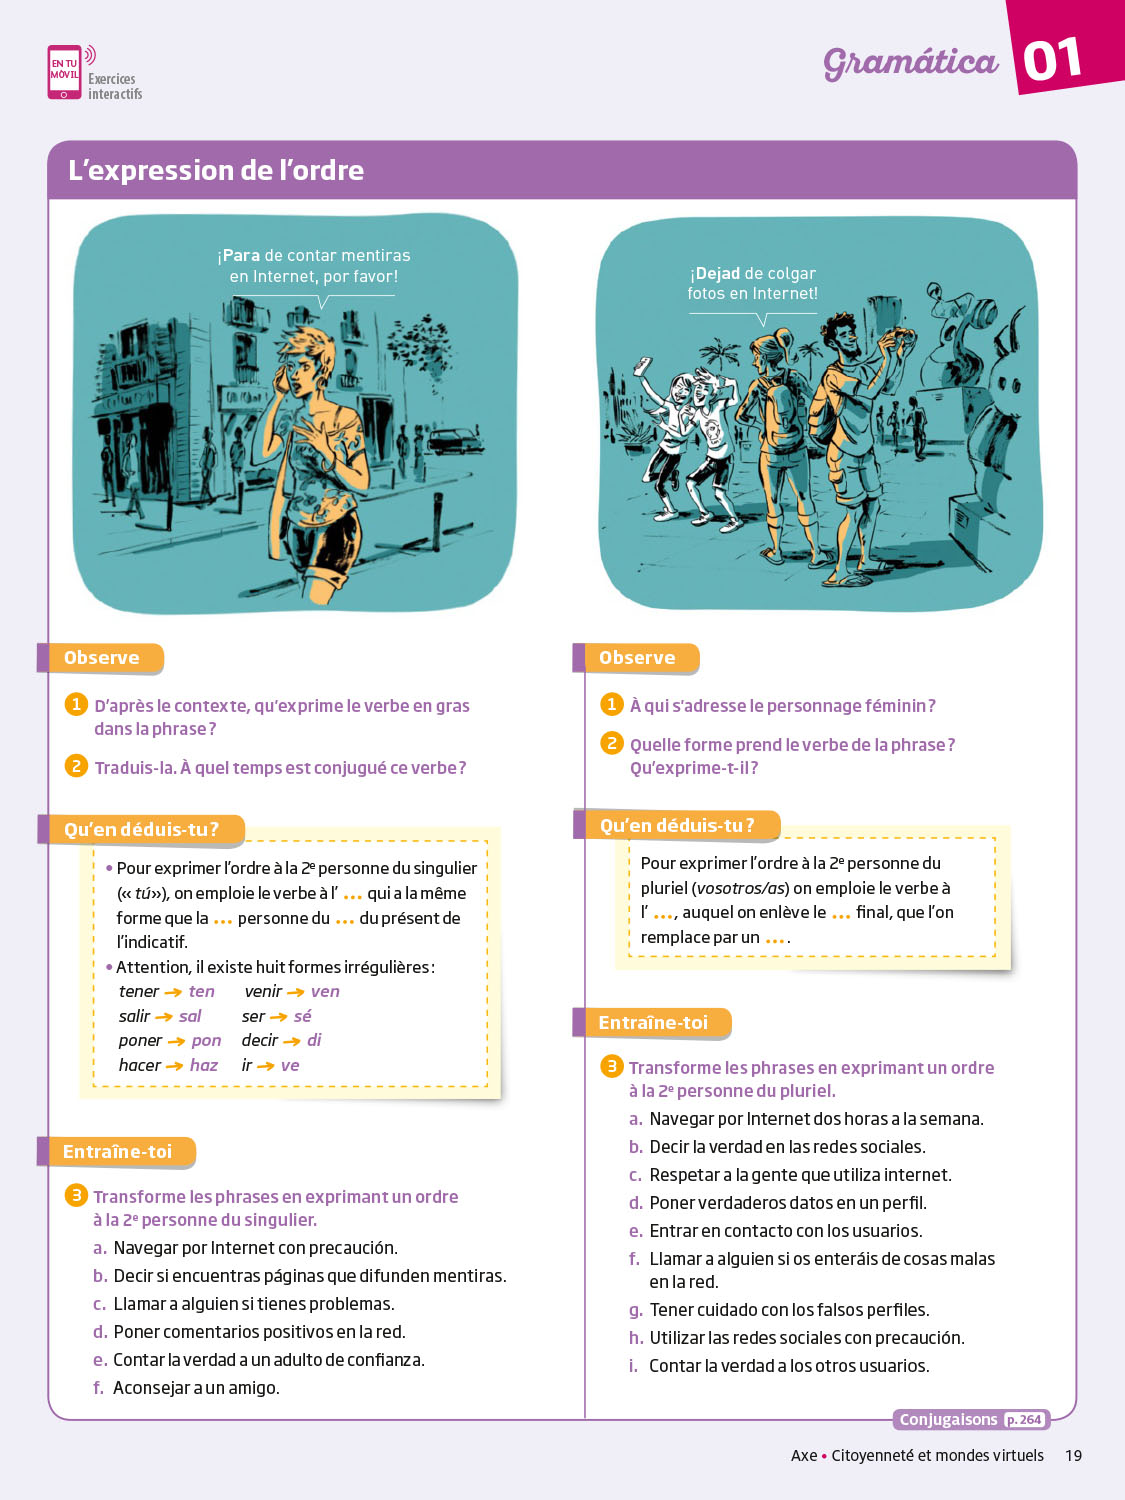 EN TU
MÓVIL
Exercices
interactifs
Gramática
01
L'expression de l'ordre
¡Para de contar mentiras
en Internet, por favor!
Observe
1 D'après le contexte, qu'exprime le verbe en gras
dans la phrase ?
2 Traduis-la. À quel temps est conjugué ce verbe ?
Qu'en déduis-tu ?
• Pour exprimer l'ordre à la 2e personne du singulier
(« tú »), on emploie le verbe à l' ... qui a la même
forme que la ... personne du ... du présent de
l'indicatif.
• Attention, il existe huit formes irrégulières :
tener → ten venir → ven
salir → sal ser → sé
poner → pon decir → di
hacer → haz ir → ve
Entraîne-toi
3 Transforme les phrases en exprimant un ordre
à la 2e personne du singulier.
a. Navegar por Internet con precaución.
b. Decir si encuentras páginas que difunden mentiras.
c. Llamar a alguien si tienes problemas.
d. Poner comentarios positivos en la red.
e. Contar la verdad a un adulto de confianza.
f. Aconsejar a un amigo.
¡Dejad de colgar
fotos en Internet!
Observe
1 À qui s'adresse le personnage féminin ?
2 Quelle forme prend le verbe de la phrase ?
Qu'exprime-t-il ?
Qu'en déduis-tu ?
Pour exprimer l'ordre à la 2e personne du
pluriel (vosotros/as) on emploie le verbe à
l' ..., auquel on enlève le ... final, que l'on
remplace par un ... .
Entraîne-toi
3 Transforme les phrases en exprimant un ordre
à la 2e personne du pluriel.
a. Navegar por Internet dos horas a la semana.
b. Decir la verdad en las redes sociales.
c. Respetar a la gente que utiliza internet.
d. Poner verdaderos datos en un perfil.
e. Entrar en contacto con los usuarios.
f. Llamar a alguien si os enteráis de cosas malas
en la red.
g. Tener cuidado con los falsos perfiles.
h. Utilizar las redes sociales con precaución.
i. Contar la verdad a los otros usuarios.
Conjugaisons p. 264
Axe • Citoyenneté et mondes virtuels 19